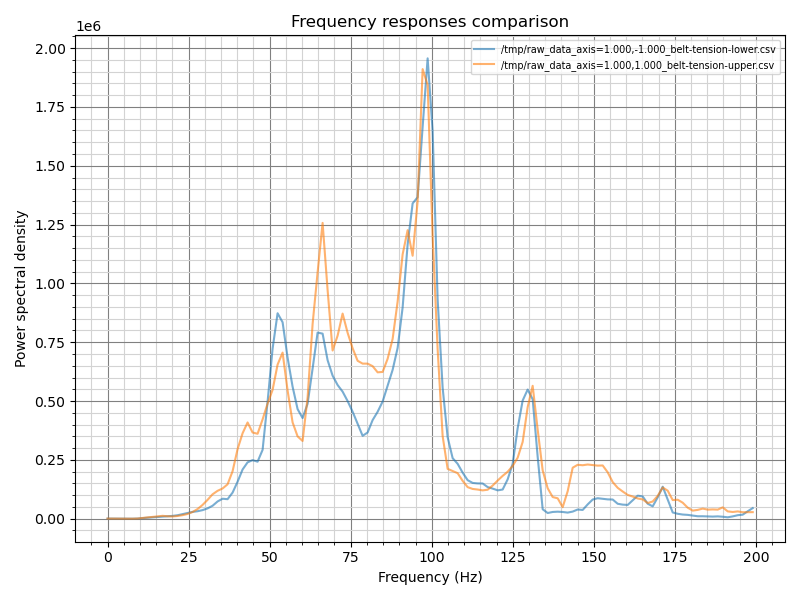 Frequency responses comparison
1e6
/tmp/raw_data_axis=1.000,-1.000_belt-tension-lower.csv
/tmp/raw_data_axis=1.000,1.000_belt-tension-upper.csv
2.00
1.75
1.50
1.25
1.00
0.75
0.50
0.25
0.00
Power spectral density
0 25 50 75 100 125 150 175 200
Frequency (Hz)